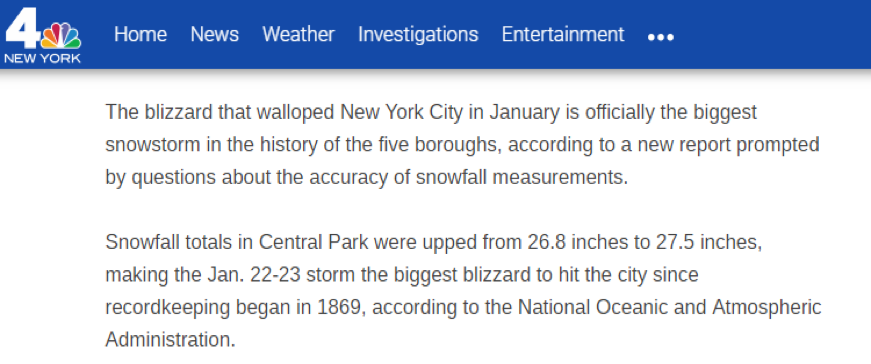 4
NEW YORK
Home News Weather Investigations Entertainment •••
The blizzard that walloped New York City in January is officially the biggest
snowstorm in the history of the five boroughs, according to a new report prompted
by questions about the accuracy of snowfall measurements.
Snowfall totals in Central Park were upped from 26.8 inches to 27.5 inches,
making the Jan. 22-23 storm the biggest blizzard to hit the city since
recordkeeping began in 1869, according to the National Oceanic and Atmospheric
Administration.